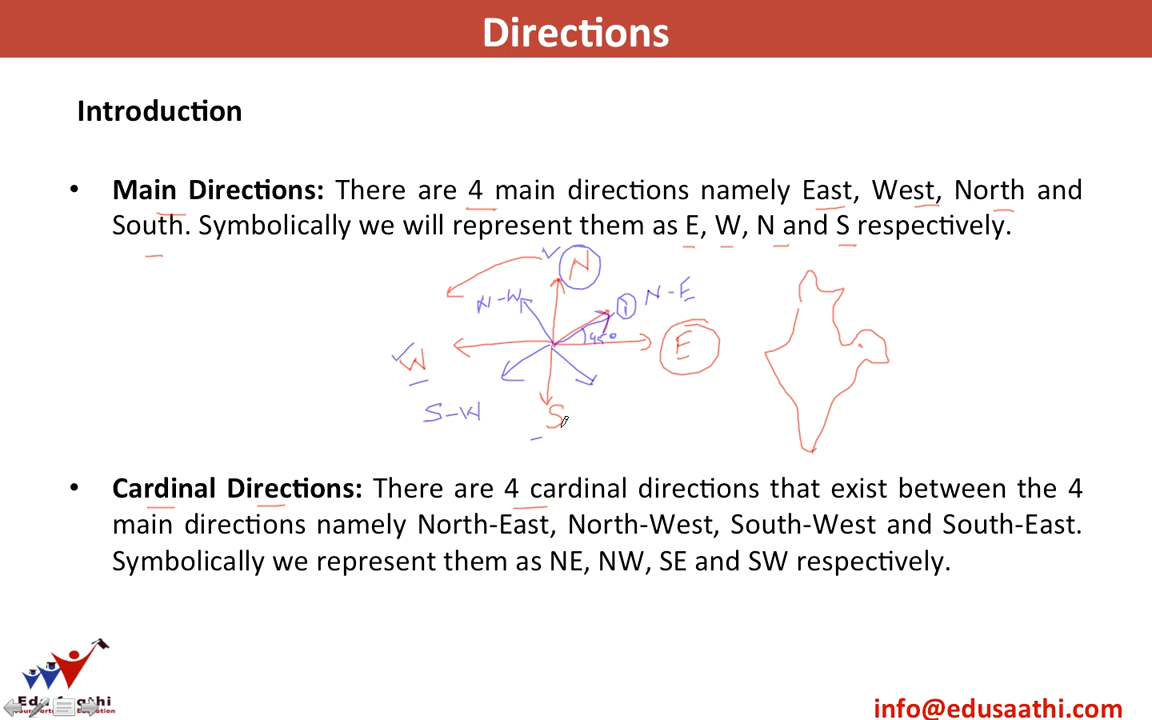 Directions
Introduction
• Main Directions: There are 4 main directions namely East, West, North and
South. Symbolically we will represent them as E, W, N and S respectively.
N
N-W
1 N-E
45°
W
E
S-W
S
• Cardinal Directions: There are 4 cardinal directions that exist between the 4
main directions namely North-East, North-West, South-West and South-East.
Symbolically we represent them as NE, NW, SE and SW respectively.
info@edusaathi.com